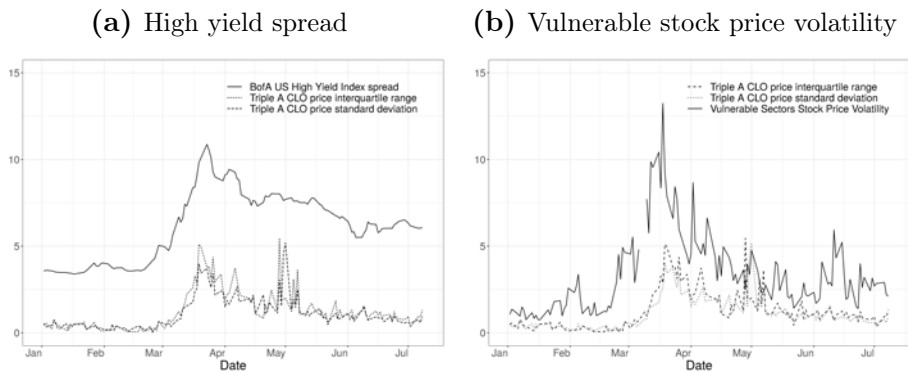 (a) High yield spread
(b) Vulnerable stock price volatility
15
10
5
0
BofA US High Yield Index spread
Triple A CLO price interquartile range
Triple A CLO price standard deviation
Jan Feb Mar Apr May Jun Jul
Date
15
10
5
0
Triple A CLO price interquartile range
Triple A CLO price standard deviation
Vulnerable Sectors Stock Price Volatility
Jan Feb Mar Apr May Jun Jul
Date